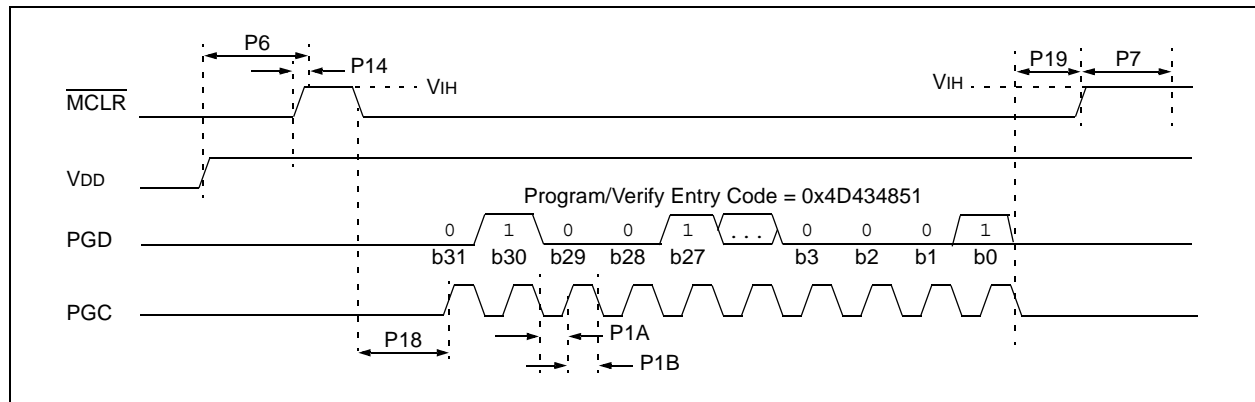 P6
P14
VIH
MCLR
VDD
P19
P7
VIH
Program/Verify Entry Code = 0x4D434851
PGD
0 1 0 0 1 ... 0 0 0 1
b31 b30 b29 b28 b27 b3 b2 b1 b0
PGC
P18
P1A
P1B